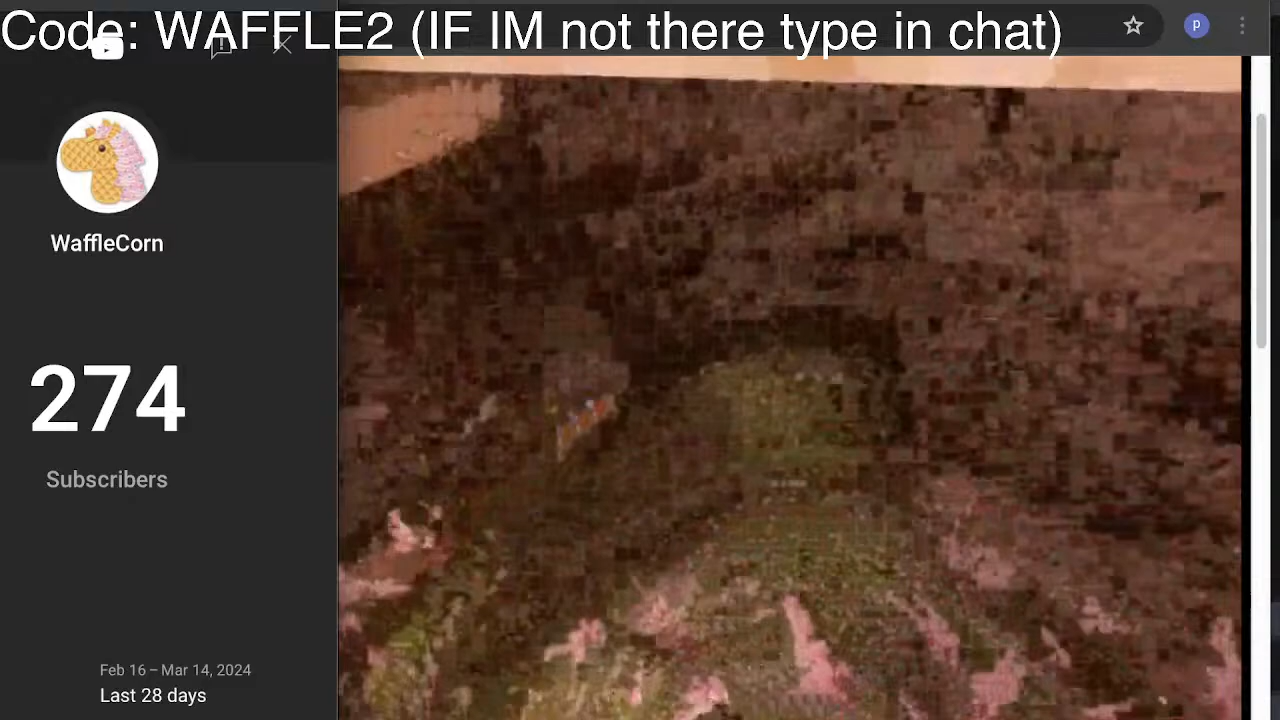 Code: WAFFLE2 (IF IM not there type in chat)
p
WaffleCorn
274
Subscribers
Feb 16 – Mar 14, 2024
Last 28 days